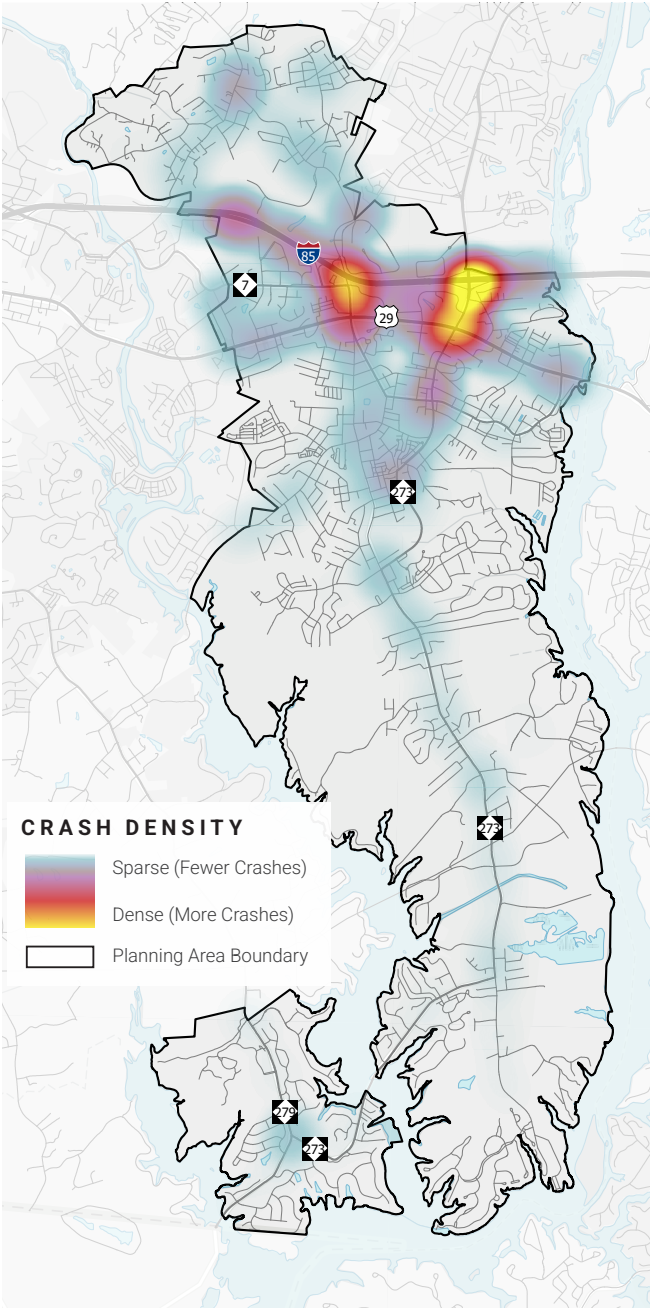 85
7
29
273
273
CRASH DENSITY
Sparse (Fewer Crashes)
Dense (More Crashes)
Planning Area Boundary
279
273